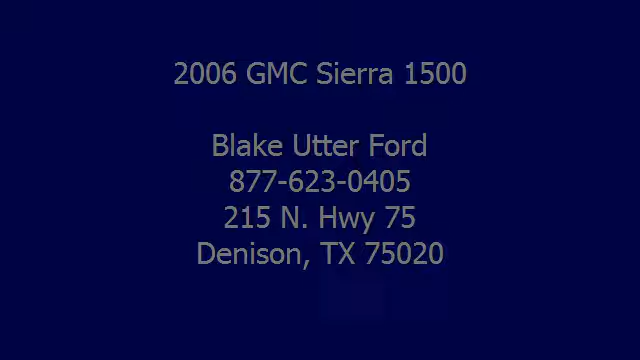 2006 GMC Sierra 1500
Blake Utter Ford
877-623-0405
215 N. Hwy 75
Denison, TX 75020